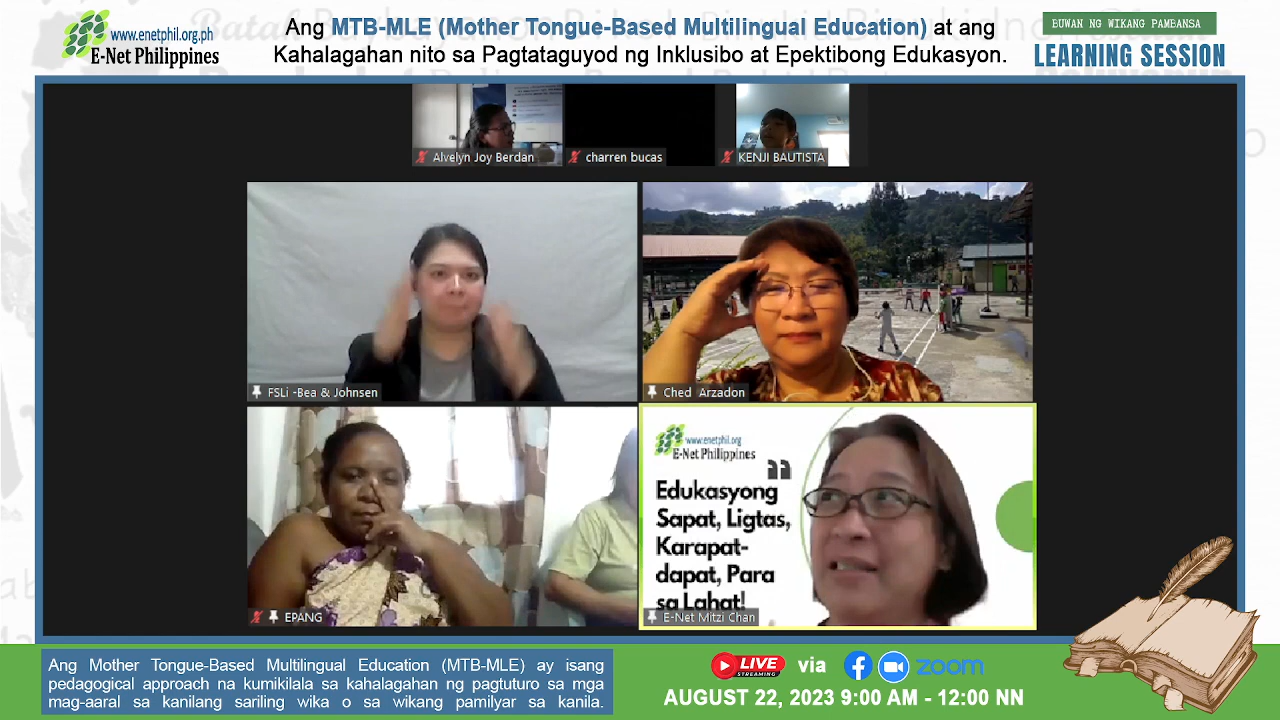 www.enetphil.org.ph
E-Net Philippines
Ang MTB-MLE (Mother Tongue-Based Multilingual Education) at ang
Kahalagahan nito sa Pagtataguyod ng Inklusibo at Epektibong Edukasyon.
BUWAN NG WIKANG PAMBANSA
LEARNING SESSION
Alvelyn Joy Berdan
charren bucas
KENJI BAUTISTA
FSLi -Bea & Johnsen
Ched Arzadon
EPANG
www.enetphil.org
E-Net Philippines
Edukasyong
Sapat, Ligtas,
Karapat-
dapat, Para
sa Lahat!
E-Net Mitzi Chan
Ang Mother Tongue-Based Multilingual Education (MTB-MLE) ay isang
pedagogical approach na kumikilala sa kahalagahan ng pagtuturo sa mga
mag-aaral sa kanilang sariling wika o sa wikang pamilyar sa kanila.
LIVE
STREAMING
via
zoom
AUGUST 22, 2023 9:00 AM - 12:00 NN